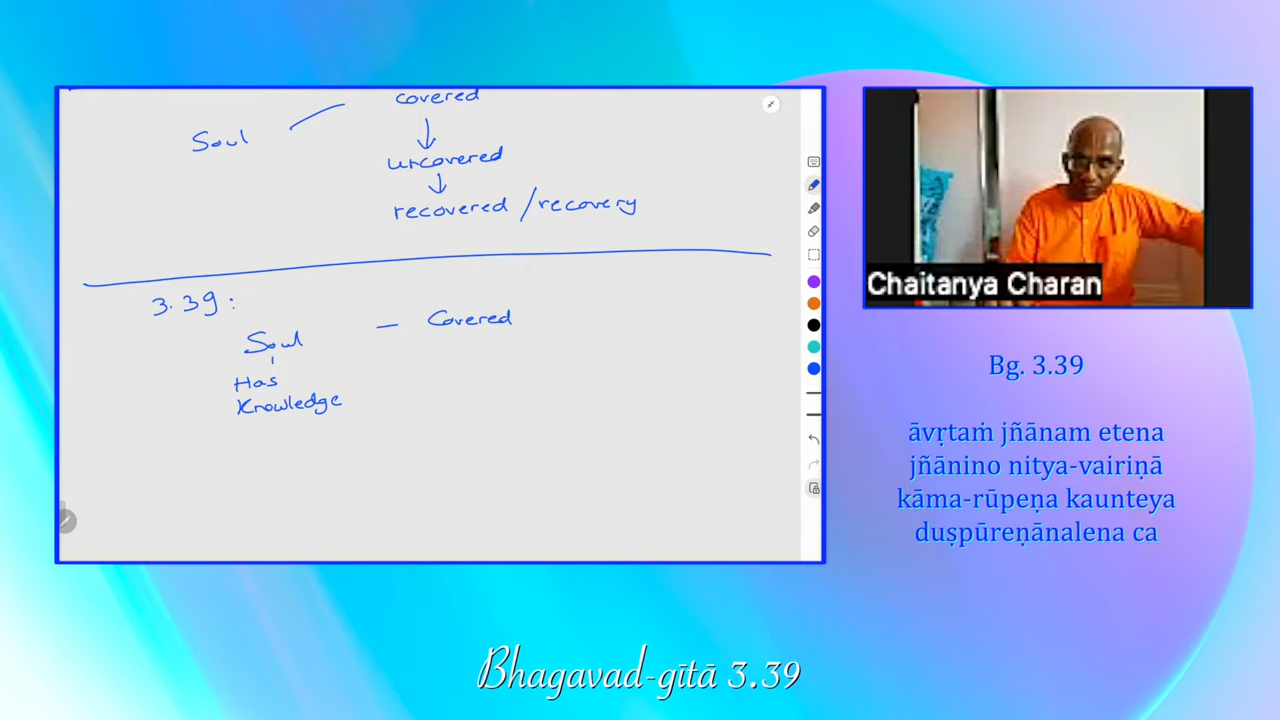 covered
Soul
uncovered
recovered / recovery
3.39:
Soul — Covered
Has
Knowledge
Chaitanya Charan
Bg. 3.39
āvṛtaṁ jñānam etena
jñānino nitya-vairiṇā
kāma-rūpeṇa kaunteya
duṣpūreṇānalena ca
Bhagavad-gītā 3.39